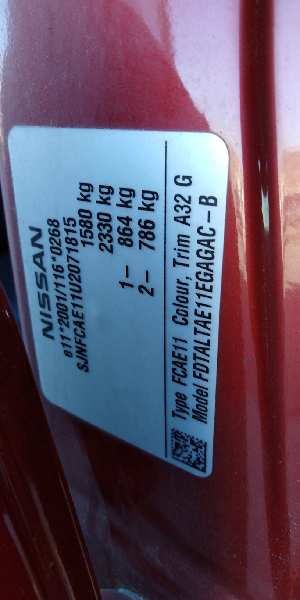 NISSAN
e11*2001/116*0268
SJNFCAE11U2071815
1580 kg
2330 kg
1- 864 kg
2- 786 kg
Type FCAE11 Colour, Trim A32 G
Model FDTALTAE11EGAGAC-B